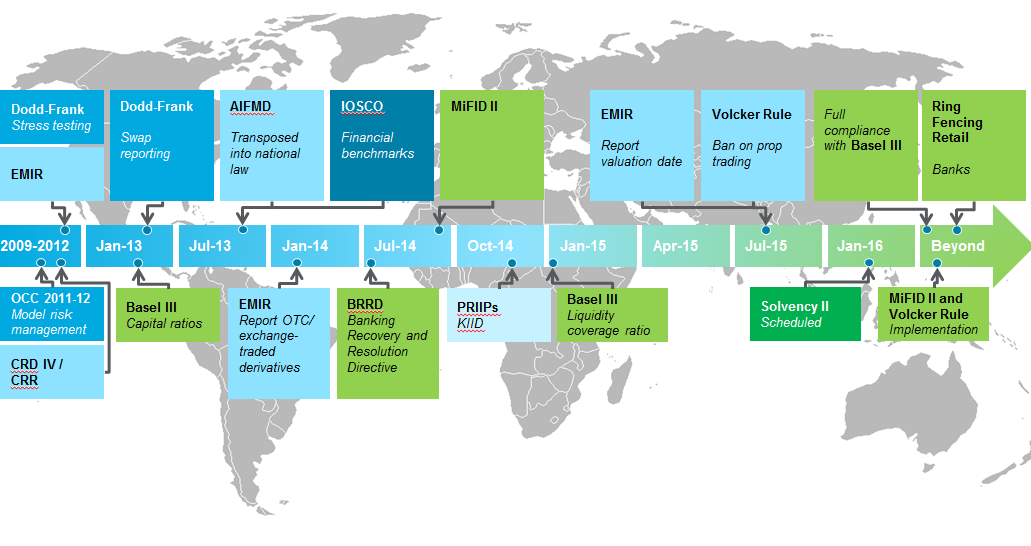 Dodd-Frank
Stress testing
EMIR
Dodd-Frank
Swap
reporting
AIFMD
Transposed
into national
law
IOSCO
Financial
benchmarks
MiFID II
EMIR
Report
valuation date
Volcker Rule
Ban on prop
trading
Full
compliance
with Basel III
Ring
Fencing
Retail
Banks
2009-2012
Jan-13
Jul-13
Jan-14
Jul-14
Oct-14
Jan-15
Apr-15
Jul-15
Jan-16
Beyond
OCC 2011-12
Model risk
management
CRD IV /
CRR
Basel III
Capital ratios
EMIR
Report OTC/
exchange-
traded
derivatives
BRRD
Banking
Recovery and
Resolution
Directive
PRIIPs
KIID
Basel III
Liquidity
coverage ratio
Solvency II
Scheduled
MiFID II and
Volcker Rule
Implementation